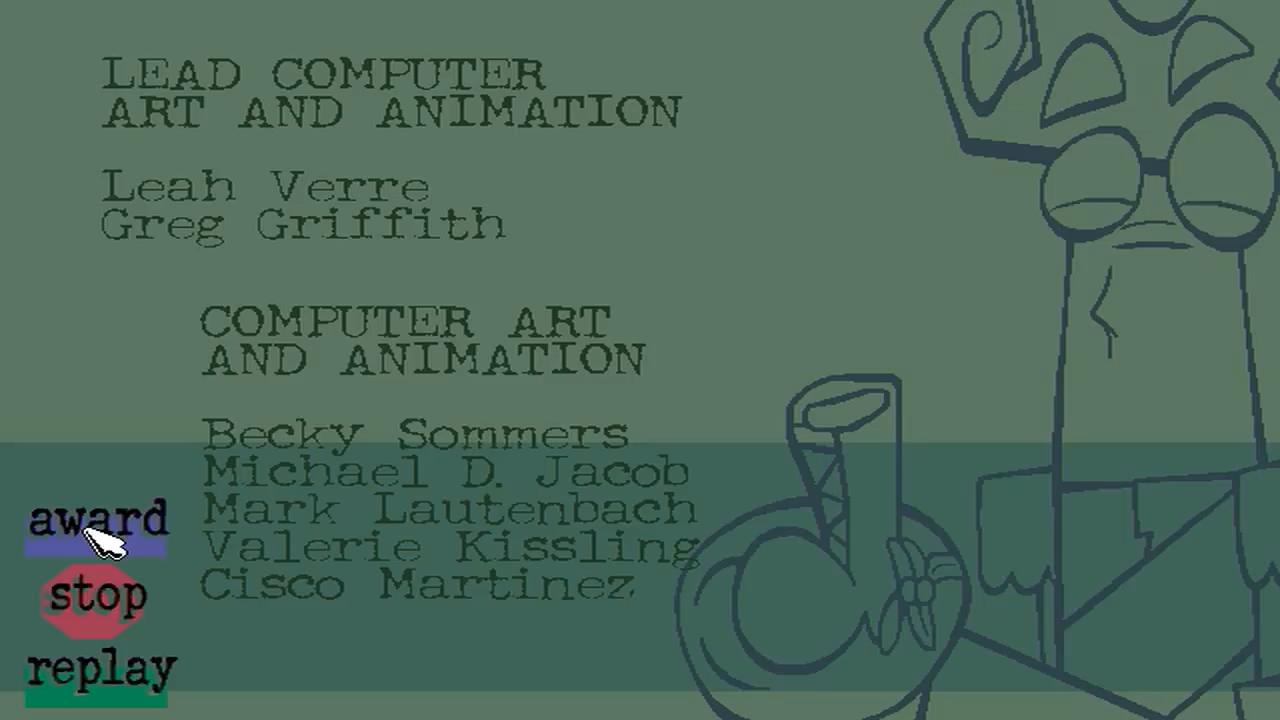 LEAD COMPUTER
ART AND ANIMATION
Leah Verre
Greg Griffith
COMPUTER ART
AND ANIMATION
Becky Sommers
Michael D. Jacob
Mark Lautenbach
Valerie Kissling
Cisco Martinez
award
stop
replay